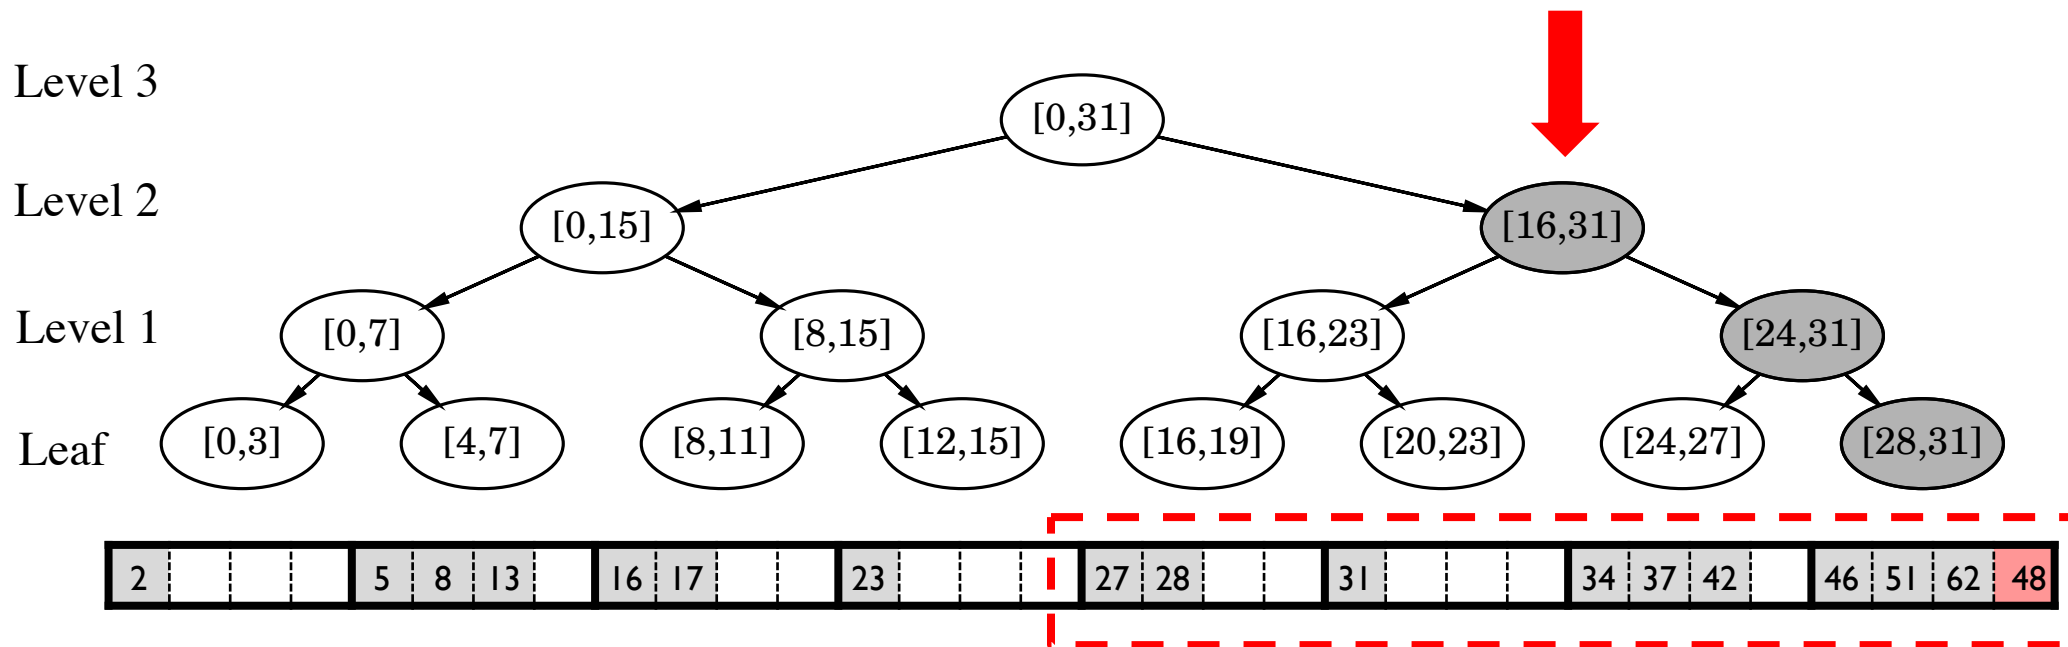 Level 3 [0,31]
Level 2 [0,15] [16,31]
Level 1 [0,7] [8,15] [16,23] [24,31]
Leaf [0,3] [4,7] [8,11] [12,15] [16,19] [20,23] [24,27] [28,31]
2 5 8 13 16 17 23 27 28 31 34 37 42 46 51 62 48